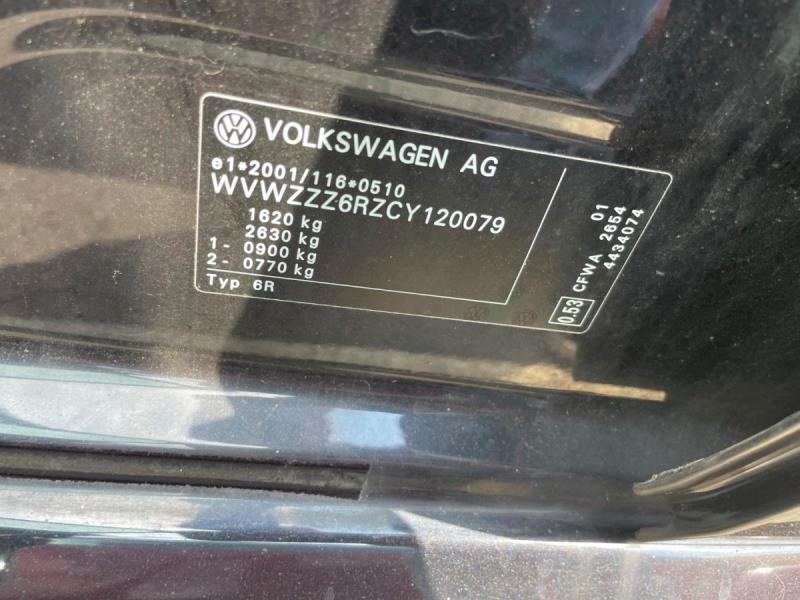 VOLKSWAGEN AG
e1*2001/116*0510
WVWZZZ6RZCY120079
1620 kg
2630 kg
1- 0900 kg
2- 0770 kg
Typ 6R
01
2654
4434074
CFWA
0.53